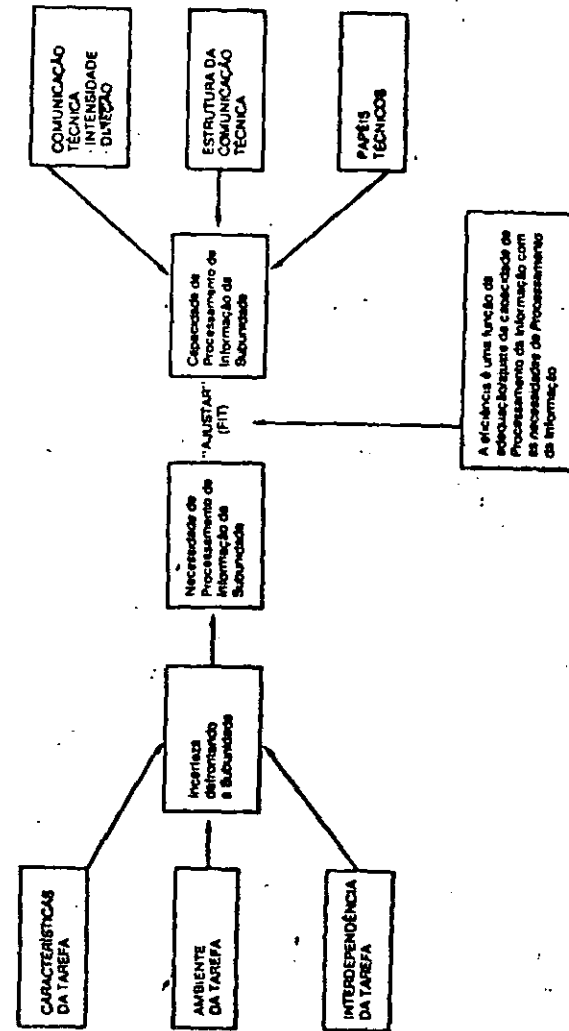 CARACTERÍSTICAS
DA TAREFA
AMBIENTE
DA TAREFA
INTERDEPENDÊNCIA
DA TAREFA
Incerteza
defrontando
a Subunidade
Necessidade de
Processamento de
Informação da
Subunidade
"AJUSTAR"
(FIT)
Capacidade de
Processamento de
Informação da
Subunidade
COMUNICAÇÃO
TÉCNICA
· INTENSIDADE
DIREÇÃO
ESTRUTURA DA
COMUNICAÇÃO
TÉCNICA
PAPÉIS
TÉCNICOS
A eficiência é uma função da
adequação/ajuste da capacidade de
Processamento da Informação com
as necessidades de Processamento
da Informação